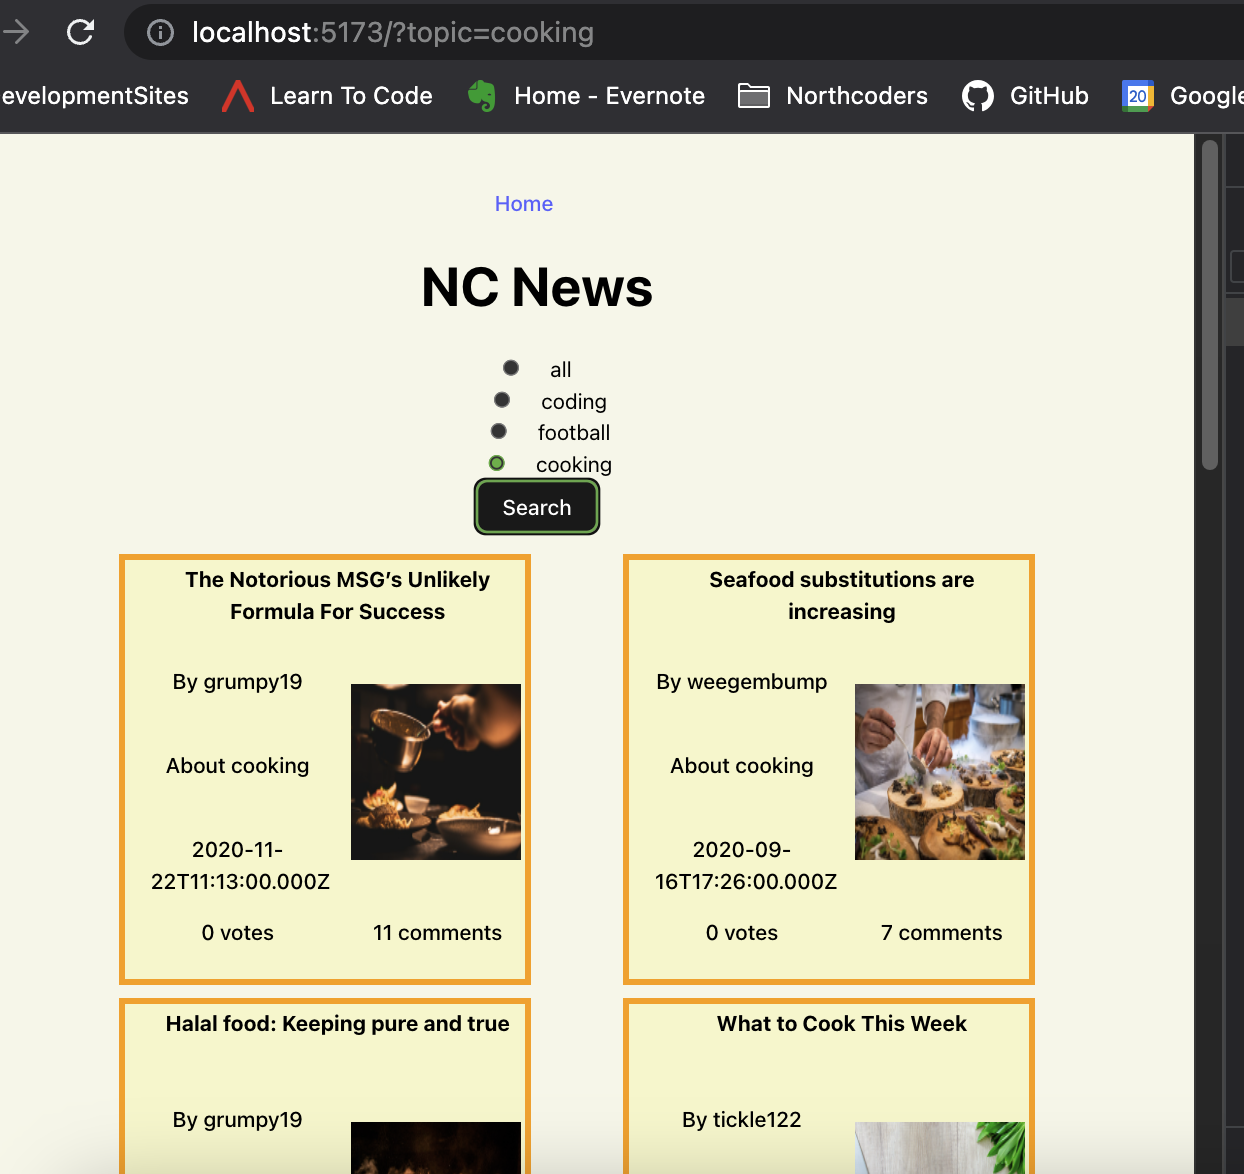 localhost:5173/?topic=cooking
evelopmentSites Learn To Code Home - Evernote Northcoders GitHub 20 Google
Home
NC News
all
coding
football
cooking
Search
The Notorious MSG’s Unlikely
Formula For Success
By grumpy19
About cooking
2020-11-
22T11:13:00.000Z
0 votes 11 comments
Seafood substitutions are
increasing
By weegembump
About cooking
2020-09-
16T17:26:00.000Z
0 votes 7 comments
Halal food: Keeping pure and true
By grumpy19
What to Cook This Week
By tickle122